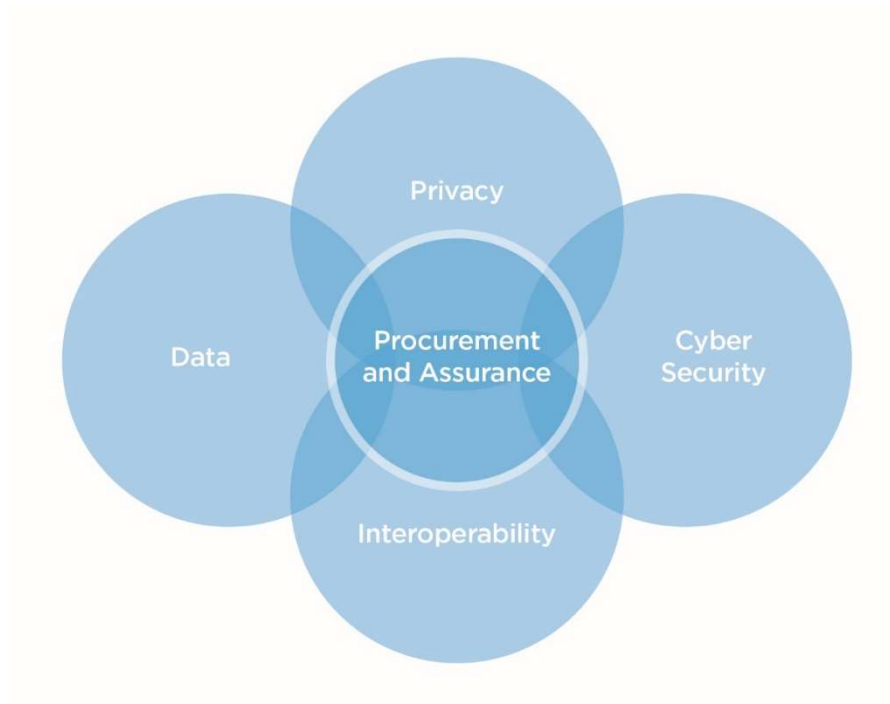 Privacy
Data
Procurement
and Assurance
Cyber
Security
Interoperability